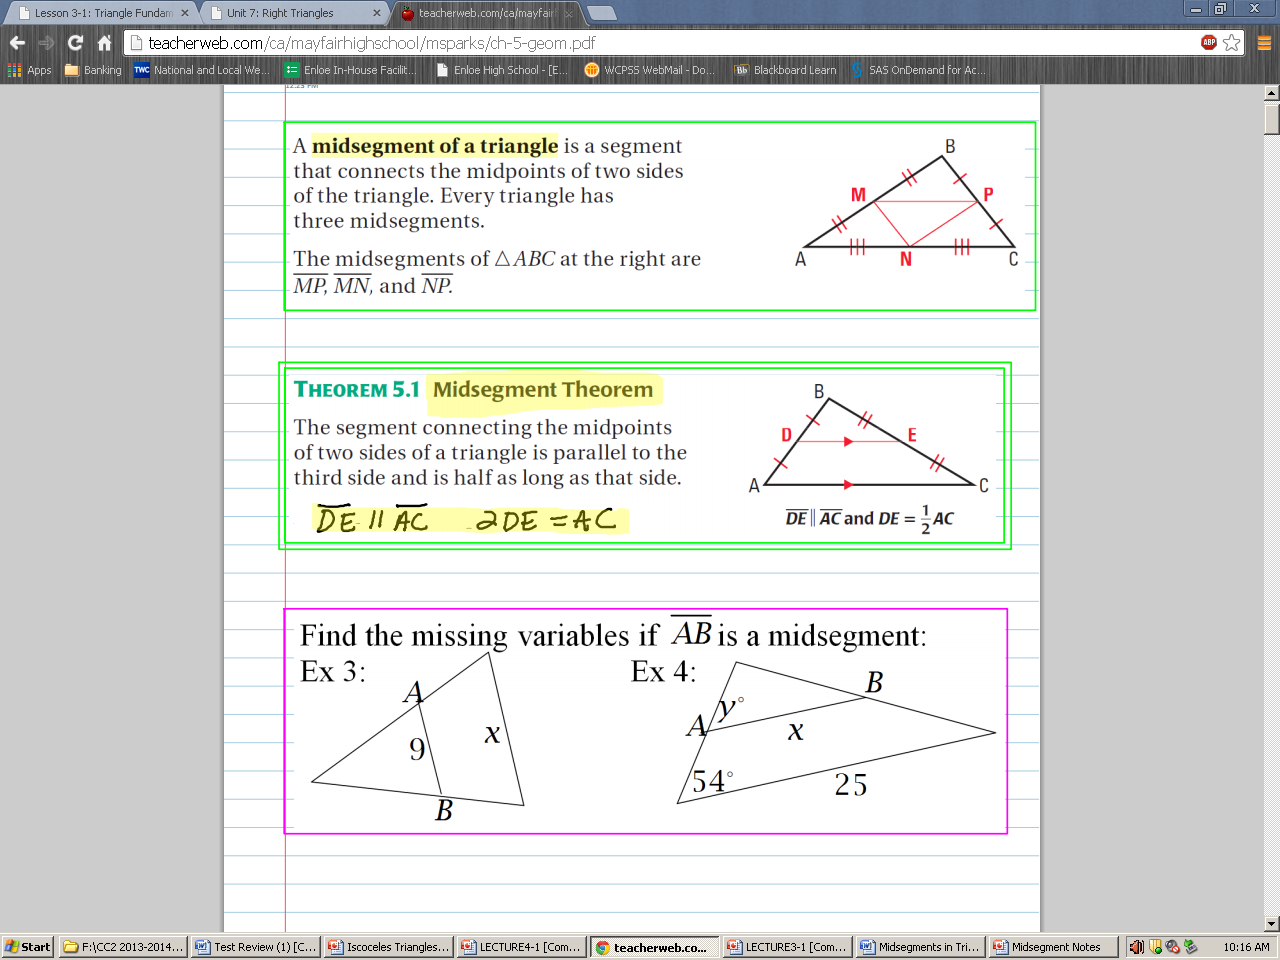 Lesson 3-1: Triangle Fundam
Unit 7: Right Triangles
teacherweb.com/ca/mayfair
teacherweb.com/ca/mayfairhighschool/msparks/ch-5-geom.pdf
ABP
Apps
Banking
TWC National and Local We...
Enloe In-House Facilit...
Enloe High School - [E...
WCPSS WebMail - Do...
Bb Blackboard Learn
SAS OnDemand for Ac...
12:23 PM
A midsegment of a triangle is a segment
that connects the midpoints of two sides
of the triangle. Every triangle has
three midsegments.
The midsegments of △ABC at the right are
MP, MN, and NP.
B
M
P
A
N
C
THEOREM 5.1 Midsegment Theorem
The segment connecting the midpoints
of two sides of a triangle is parallel to the
third side and is half as long as that side.
DE || AC 2DE = AC
B
D
E
A
C
DE || AC and DE = 1/2 AC
Find the missing variables if AB is a midsegment:
Ex 3:
A
9
x
B
Ex 4:
B
y°
A
x
54°
25
Start
F:\CC2 2013-2014...
Test Review (1) [C...
Iscoceles Triangles...
LECTURE4-1 [Com...
teacherweb.co...
LECTURE3-1 [Com...
Midsegments in Tri...
Midsegment Notes
10:16 AM